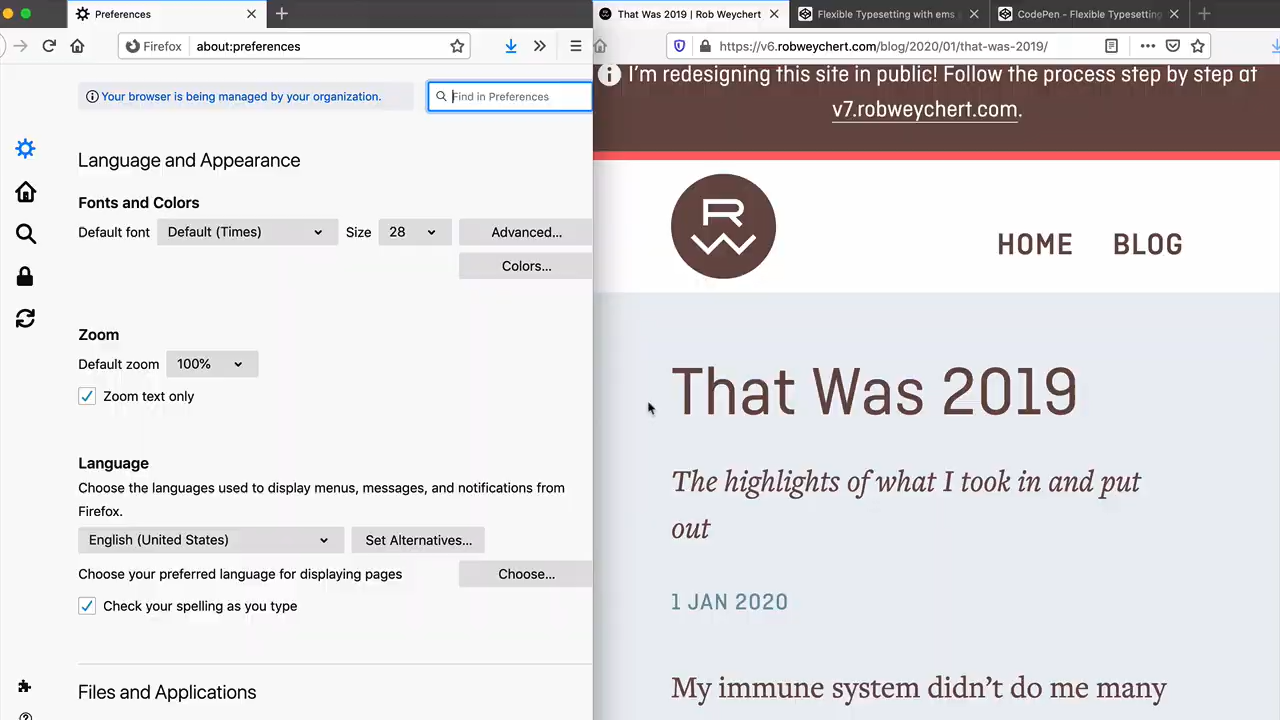 Preferences
Firefox
about:preferences
Your browser is being managed by your organization.
Find in Preferences
Language and Appearance
Fonts and Colors
Default font
Default (Times)
Size
28
Advanced...
Colors...
Zoom
Default zoom
100%
Zoom text only
Language
Choose the languages used to display menus, messages, and notifications from
Firefox.
English (United States)
Set Alternatives...
Choose your preferred language for displaying pages
Choose...
Check your spelling as you type
Files and Applications
That Was 2019 | Rob Weychert
Flexible Typesetting with ems a
CodePen - Flexible Typesetting
https://v6.robweychert.com/blog/2020/01/that-was-2019/
I’m redesigning this site in public! Follow the process step by step at
v7.robweychert.com.
RW
HOME
BLOG
That Was 2019
The highlights of what I took in and put
out
1 JAN 2020
My immune system didn’t do me many